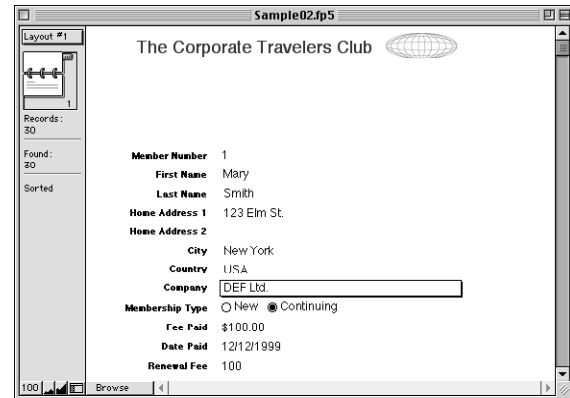 Sample02.fp5
Layout #1
1
Records:
30
Found:
30
Sorted
The Corporate Travelers Club
Member Number 1
First Name Mary
Last Name Smith
Home Address 1 123 Elm St.
Home Address 2
City New York
Country USA
Company DEF Ltd.
Membership Type New Continuing
Fee Paid $100.00
Date Paid 12/12/1999
Renewal Fee 100
100 Browse